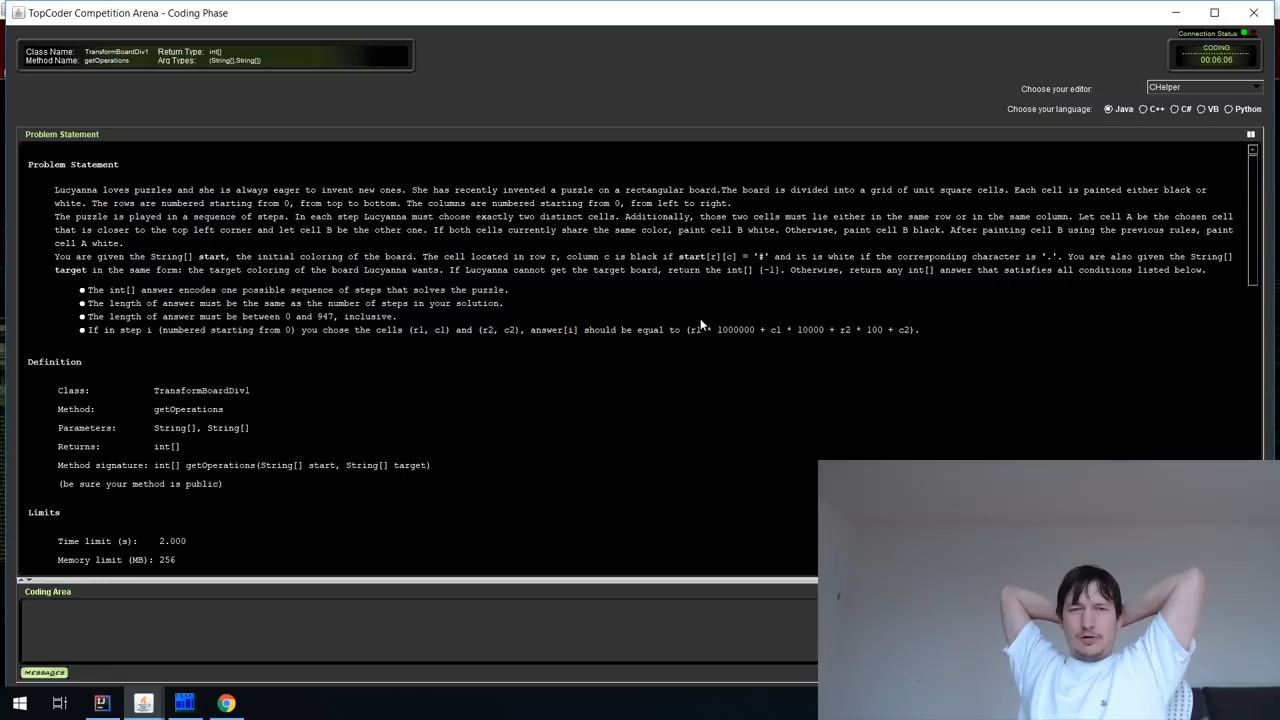 TopCoder Competition Arena - Coding Phase
Connection Status
Class Name: TransformBoardDiv1 Return Type: int[]
Method Name: getOperations Arg Types: (String[],String[])
CODING
00:06:06
Choose your editor: CHelper
Choose your language: Java C++ C# VB Python
Problem Statement
Problem Statement
Lucyanna loves puzzles and she is always eager to invent new ones. She has recently invented a puzzle on a rectangular board.The board is divided into a grid of unit square cells. Each cell is painted either black or
white. The rows are numbered starting from 0, from top to bottom. The columns are numbered starting from 0, from left to right.
The puzzle is played in a sequence of steps. In each step Lucyanna must choose exactly two distinct cells. Additionally, those two cells must lie either in the same row or in the same column. Let cell A be the chosen cell
that is closer to the top left corner and let cell B be the other one. If both cells currently share the same color, paint cell B white. Otherwise, paint cell B black. After painting cell B using the previous rules, paint
cell A white.
You are given the String[] start, the initial coloring of the board. The cell located in row r, column c is black if start[r][c] = '#' and it is white if the corresponding character is '.'. You are also given the String[]
target in the same form: the target coloring of the board Lucyanna wants. If Lucyanna cannot get the target board, return the int[] {-1}. Otherwise, return any int[] answer that satisfies all conditions listed below.
The int[] answer encodes one possible sequence of steps that solves the puzzle.
The length of answer must be the same as the number of steps in your solution.
The length of answer must be between 0 and 947, inclusive.
If in step i (numbered starting from 0) you chose the cells (r1, c1) and (r2, c2), answer[i] should be equal to (r1 * 1000000 + c1 * 10000 + r2 * 100 + c2).
Definition
Class: TransformBoardDiv1
Method: getOperations
Parameters: String[], String[]
Returns: int[]
Method signature: int[] getOperations(String[] start, String[] target)
(be sure your method is public)
Limits
Time limit (s): 2.000
Memory limit (MB): 256
Coding Area
MESSAGES